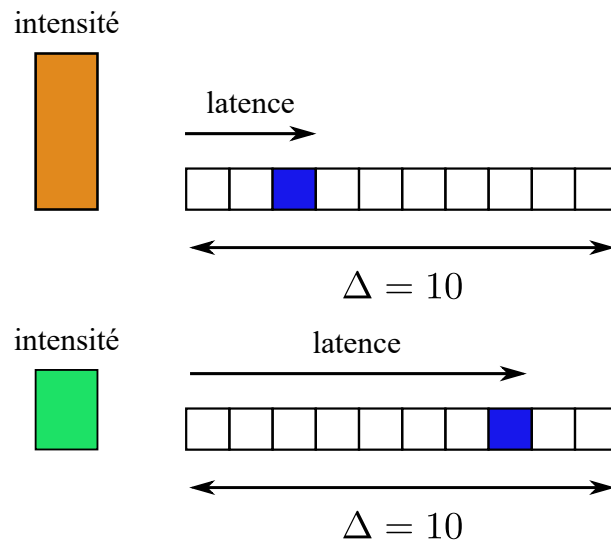 intensité
latence
Δ = 10
intensité
latence
Δ = 10